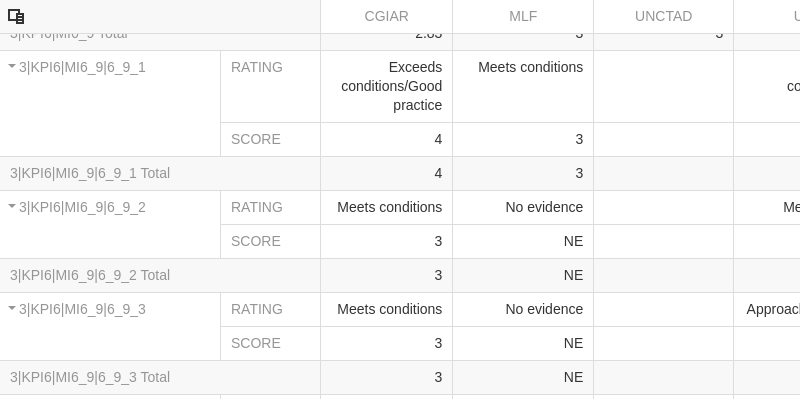 CGIAR MLF UNCTAD
3|KPI6|MI6_9 Total 2.83 3 3
3|KPI6|MI6_9|6_9_1 RATING Exceeds conditions/Good practice Meets conditions
SCORE 4 3
3|KPI6|MI6_9|6_9_1 Total 4 3
3|KPI6|MI6_9|6_9_2 RATING Meets conditions No evidence
SCORE 3 NE
3|KPI6|MI6_9|6_9_2 Total 3 NE
3|KPI6|MI6_9|6_9_3 RATING Meets conditions No evidence
SCORE 3 NE
3|KPI6|MI6_9|6_9_3 Total 3 NE